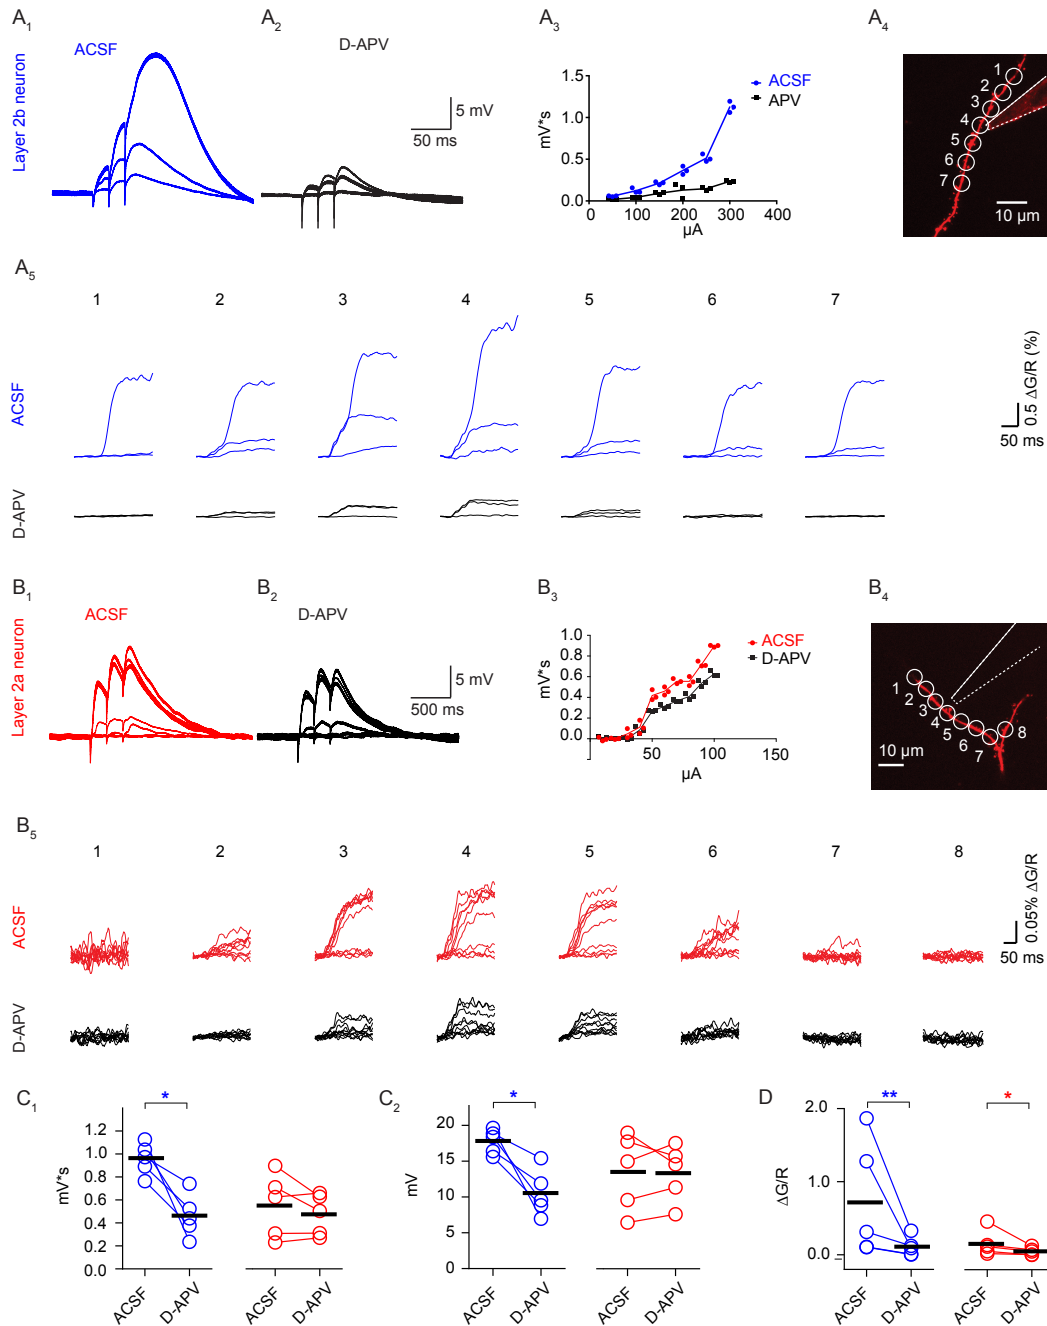 A1
A2
A3
A4
Layer 2b neuron
ACSF
D-APV
5 mV
50 ms
mV*s
1.5
1.0
0.5
0.0
0
100
200
300
400
µA
ACSF
APV
1
2
3
4
5
6
7
10 µm
A5
1
2
3
4
5
6
7
ACSF
D-APV
0.5 ΔG/R (%)
50 ms
B1
B2
B3
B4
Layer 2a neuron
ACSF
D-APV
5 mV
500 ms
mV*s
1.0
0.8
0.6
0.4
0.2
0.0
50
100
150
µA
ACSF
D-APV
1
2
3
4
5
6
7
8
10 µm
B5
1
2
3
4
5
6
7
8
ACSF
D-APV
0.05% ΔG/R
50 ms
C1
*
mV*s
1.2
1.0
0.8
0.6
0.4
0.2
0.0
ACSF
D-APV
ACSF
D-APV
C2
*
mV
20
15
10
5
0
ACSF
D-APV
ACSF
D-APV
D
**
*
ΔG/R
2.0
1.0
0.0
ACSF
D-APV
ACSF
D-APV